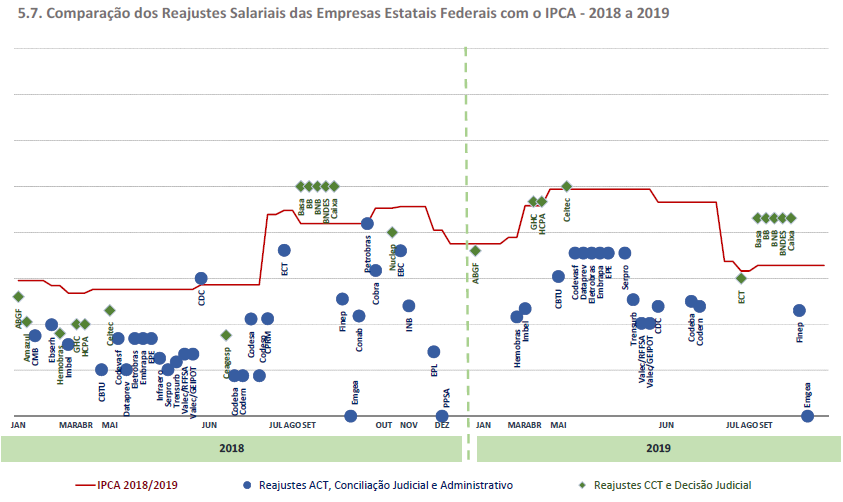 5.7. Comparação dos Reajustes Salariais das Empresas Estatais Federais com o IPCA - 2018 a 2019
ABGF
Amazul
CMB
Ebserh
Hemobras
Imbel
GHC
HCPA
CBTU
Ceitec
Codevasf
Dataprev
Eletrobras
Embrapa
EPE
Infraero
Serpro
Trensurb
Valec/RFFSA
Valec/GEIPOT
CDC
Ceagesp
Codeba
Codern
Codesa
Codesp
CPRM
ECT
Basa
BB
BNB
BNDES
Caixa
Finep
Emgea
Conab
Petrobras
Cobra
Nuclep
EBC
INB
EPL
PPSA
ABGF
Hemobras
Imbel
GHC
HCPA
CBTU
Ceitec
Codevasf
Dataprev
Eletrobras
Embrapa
EPE
Serpro
Trensurb
Valec/RFFSA
Valec/GEIPOT
CDC
Codeba
Codern
ECT
Basa
BB
BNB
BNDES
Caixa
Finep
Emgea
JAN MAR ABR MAI JUN JUL AGO SET OUT NOV DEZ JAN MAR ABR MAI JUN JUL AGO SET
2018 2019
IPCA 2018/2019 Reajustes ACT, Conciliação Judicial e Administrativo Reajustes CCT e Decisão Judicial